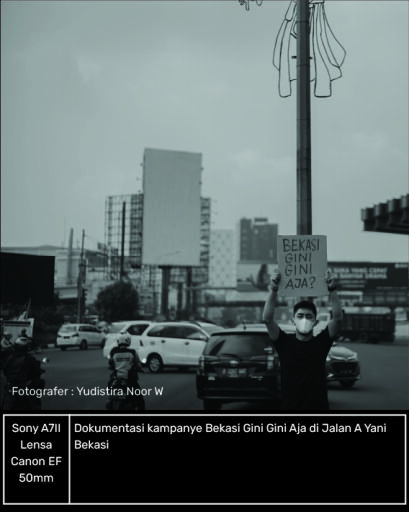 BEKASI
GINI
GINI
AJA?
Fotografer : Yudistira Noor W
Sony A7II
Lensa
Canon EF
50mm
Dokumentasi kampanye Bekasi Gini Gini Aja di Jalan A Yani
Bekasi